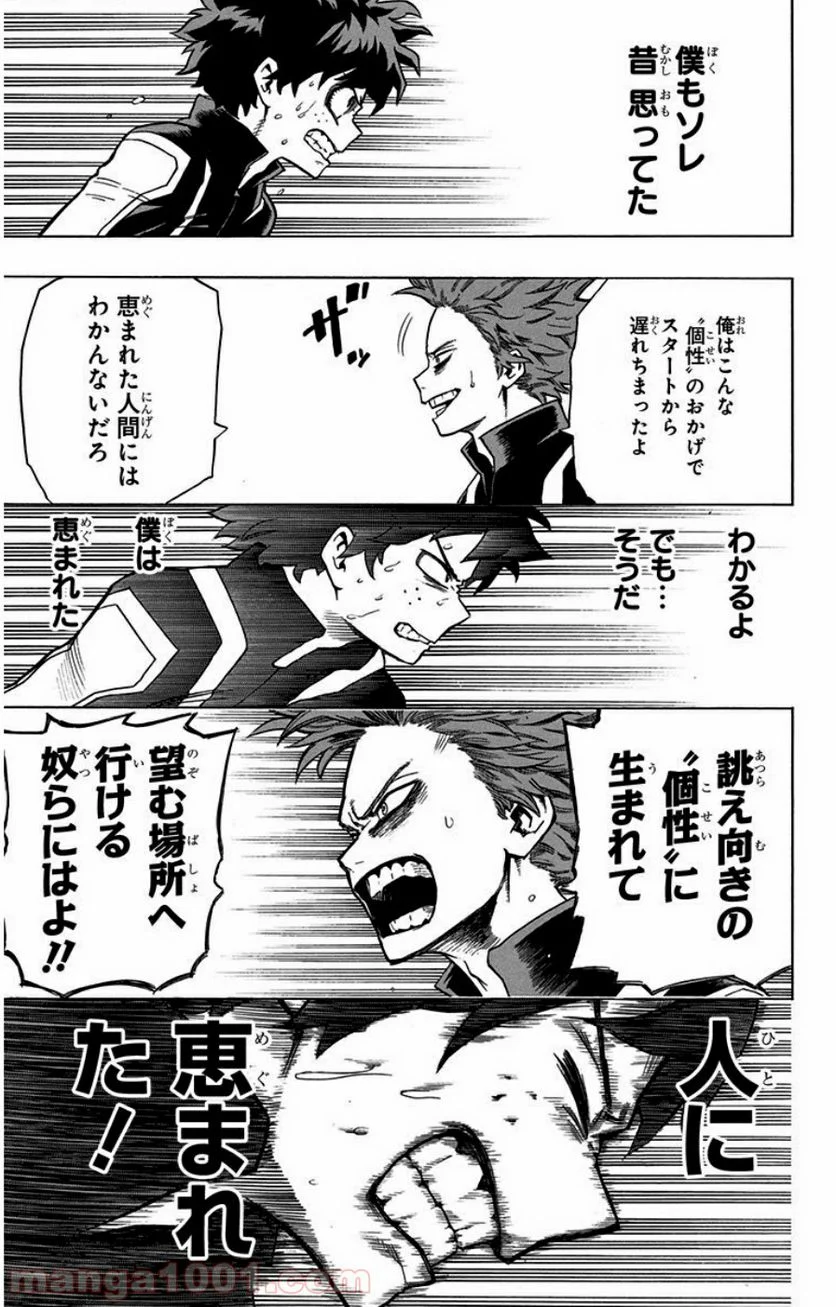 僕もソレ
昔思ってた
俺はこんな
〝個性〟のおかげで
スタートから
遅れちまったよ
ザッ
恵まれた人間には
わかんないだろ
わかるよ
でも…
そうだ
僕は
恵まれた
誂え向きの
〝個性〟に
生まれて
望む場所へ
行ける
奴らにはよ!!
人に
恵まれ
た!
manga1001.com